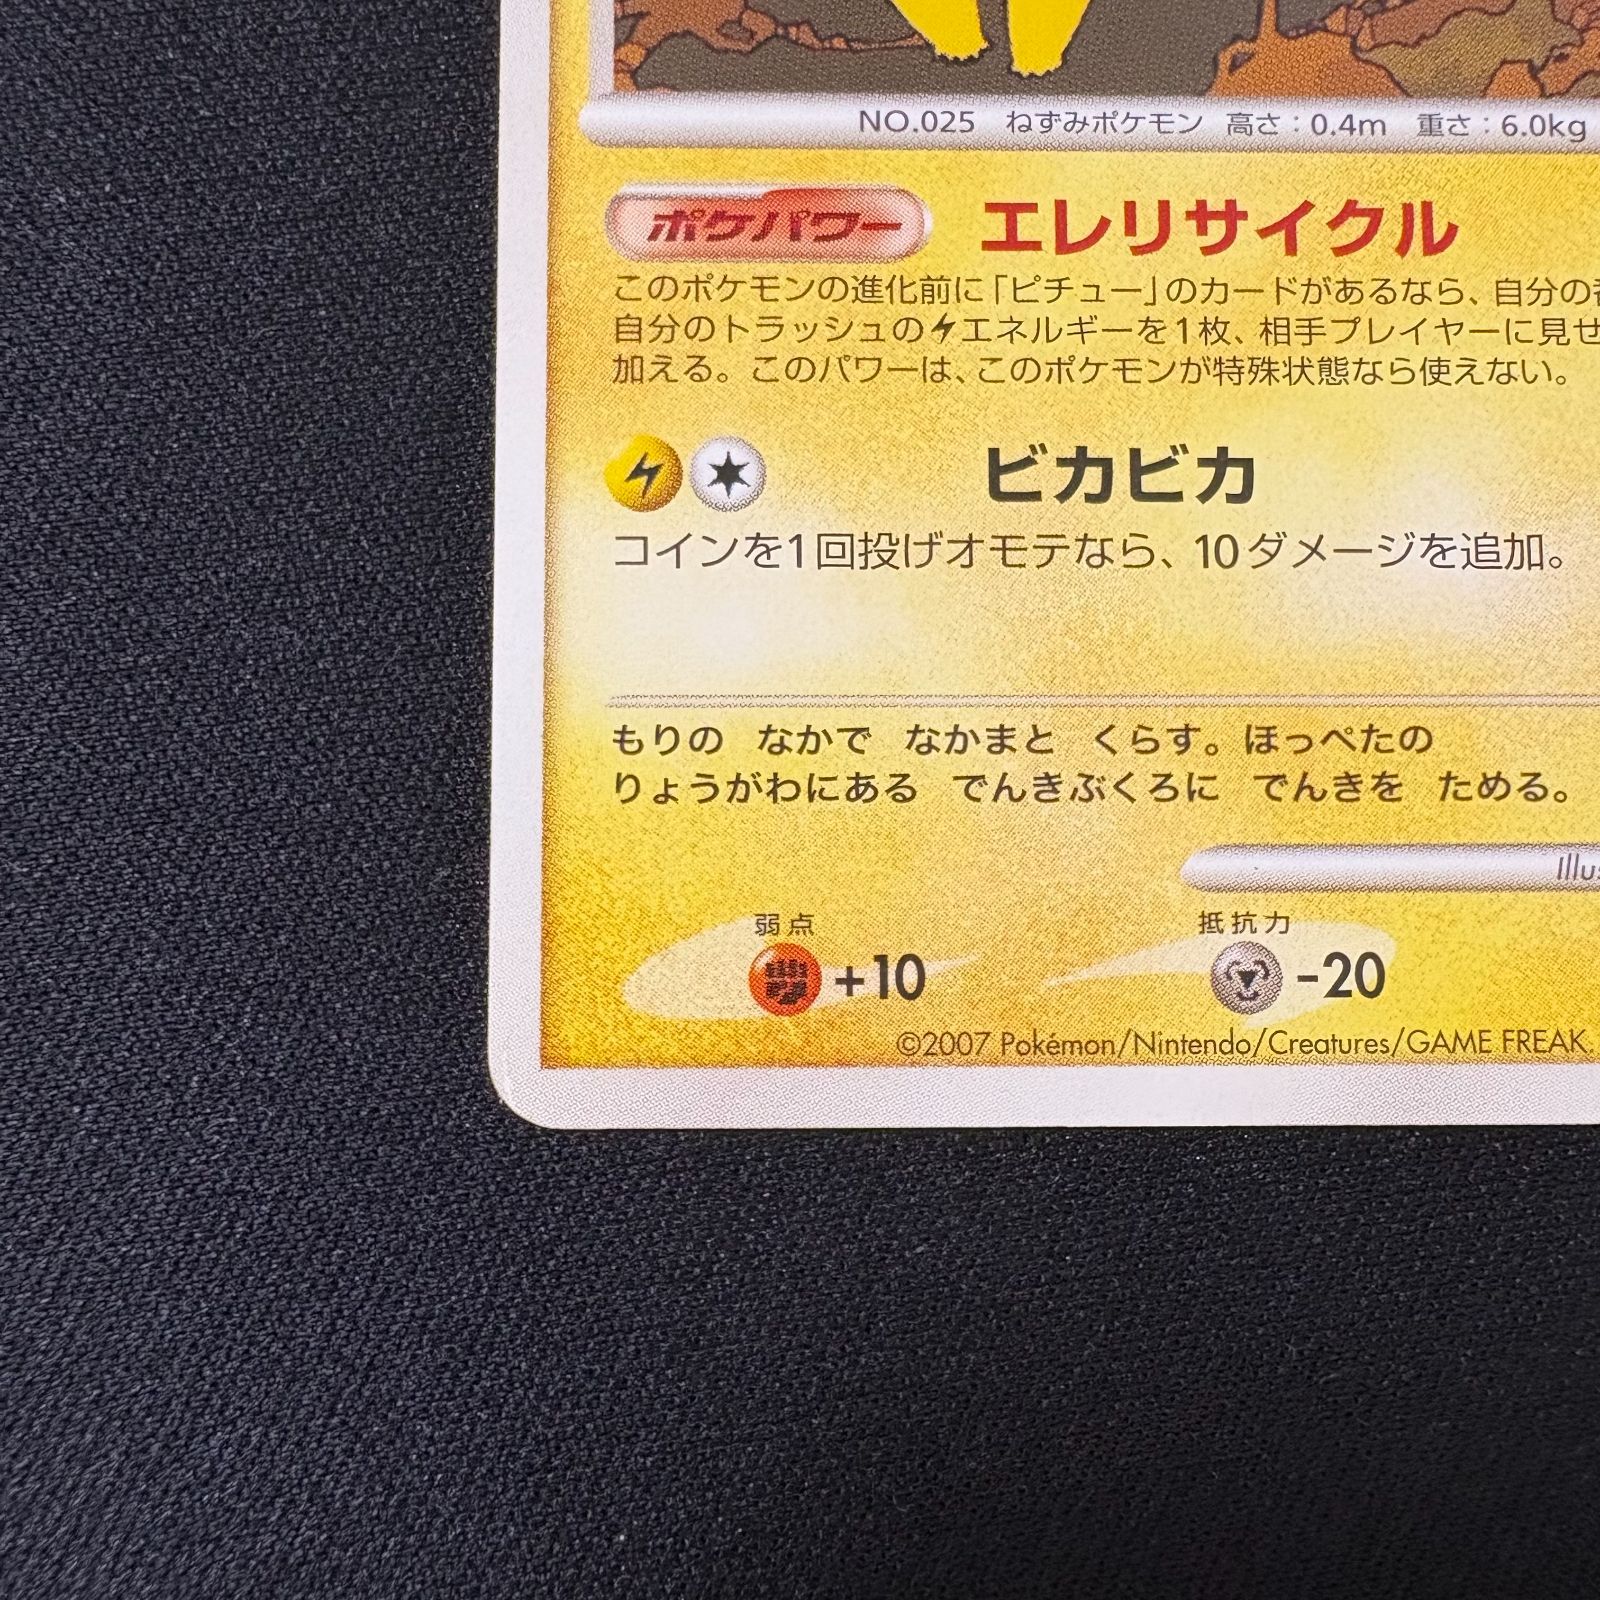 NO.025 ねずみポケモン 高さ：0.4m 重さ：6.0kg
ポケパワー エレリサイクル
このポケモンの進化前に「ピチュー」のカードがあるなら、自分の
自分のトラッシュのエネルギーを1枚、相手プレイヤーに見せ
加える。このパワーは、このポケモンが特殊状態なら使えない。
ビカビカ
コインを1回投げオモテなら、10ダメージを追加。
もりの なかで なかまと くらす。ほっぺたの
りょうがわにある でんきぶくろに でんきを ためる。
弱点 抵抗力
+10 -20
©2007 Pokémon/Nintendo/Creatures/GAME FREAK.